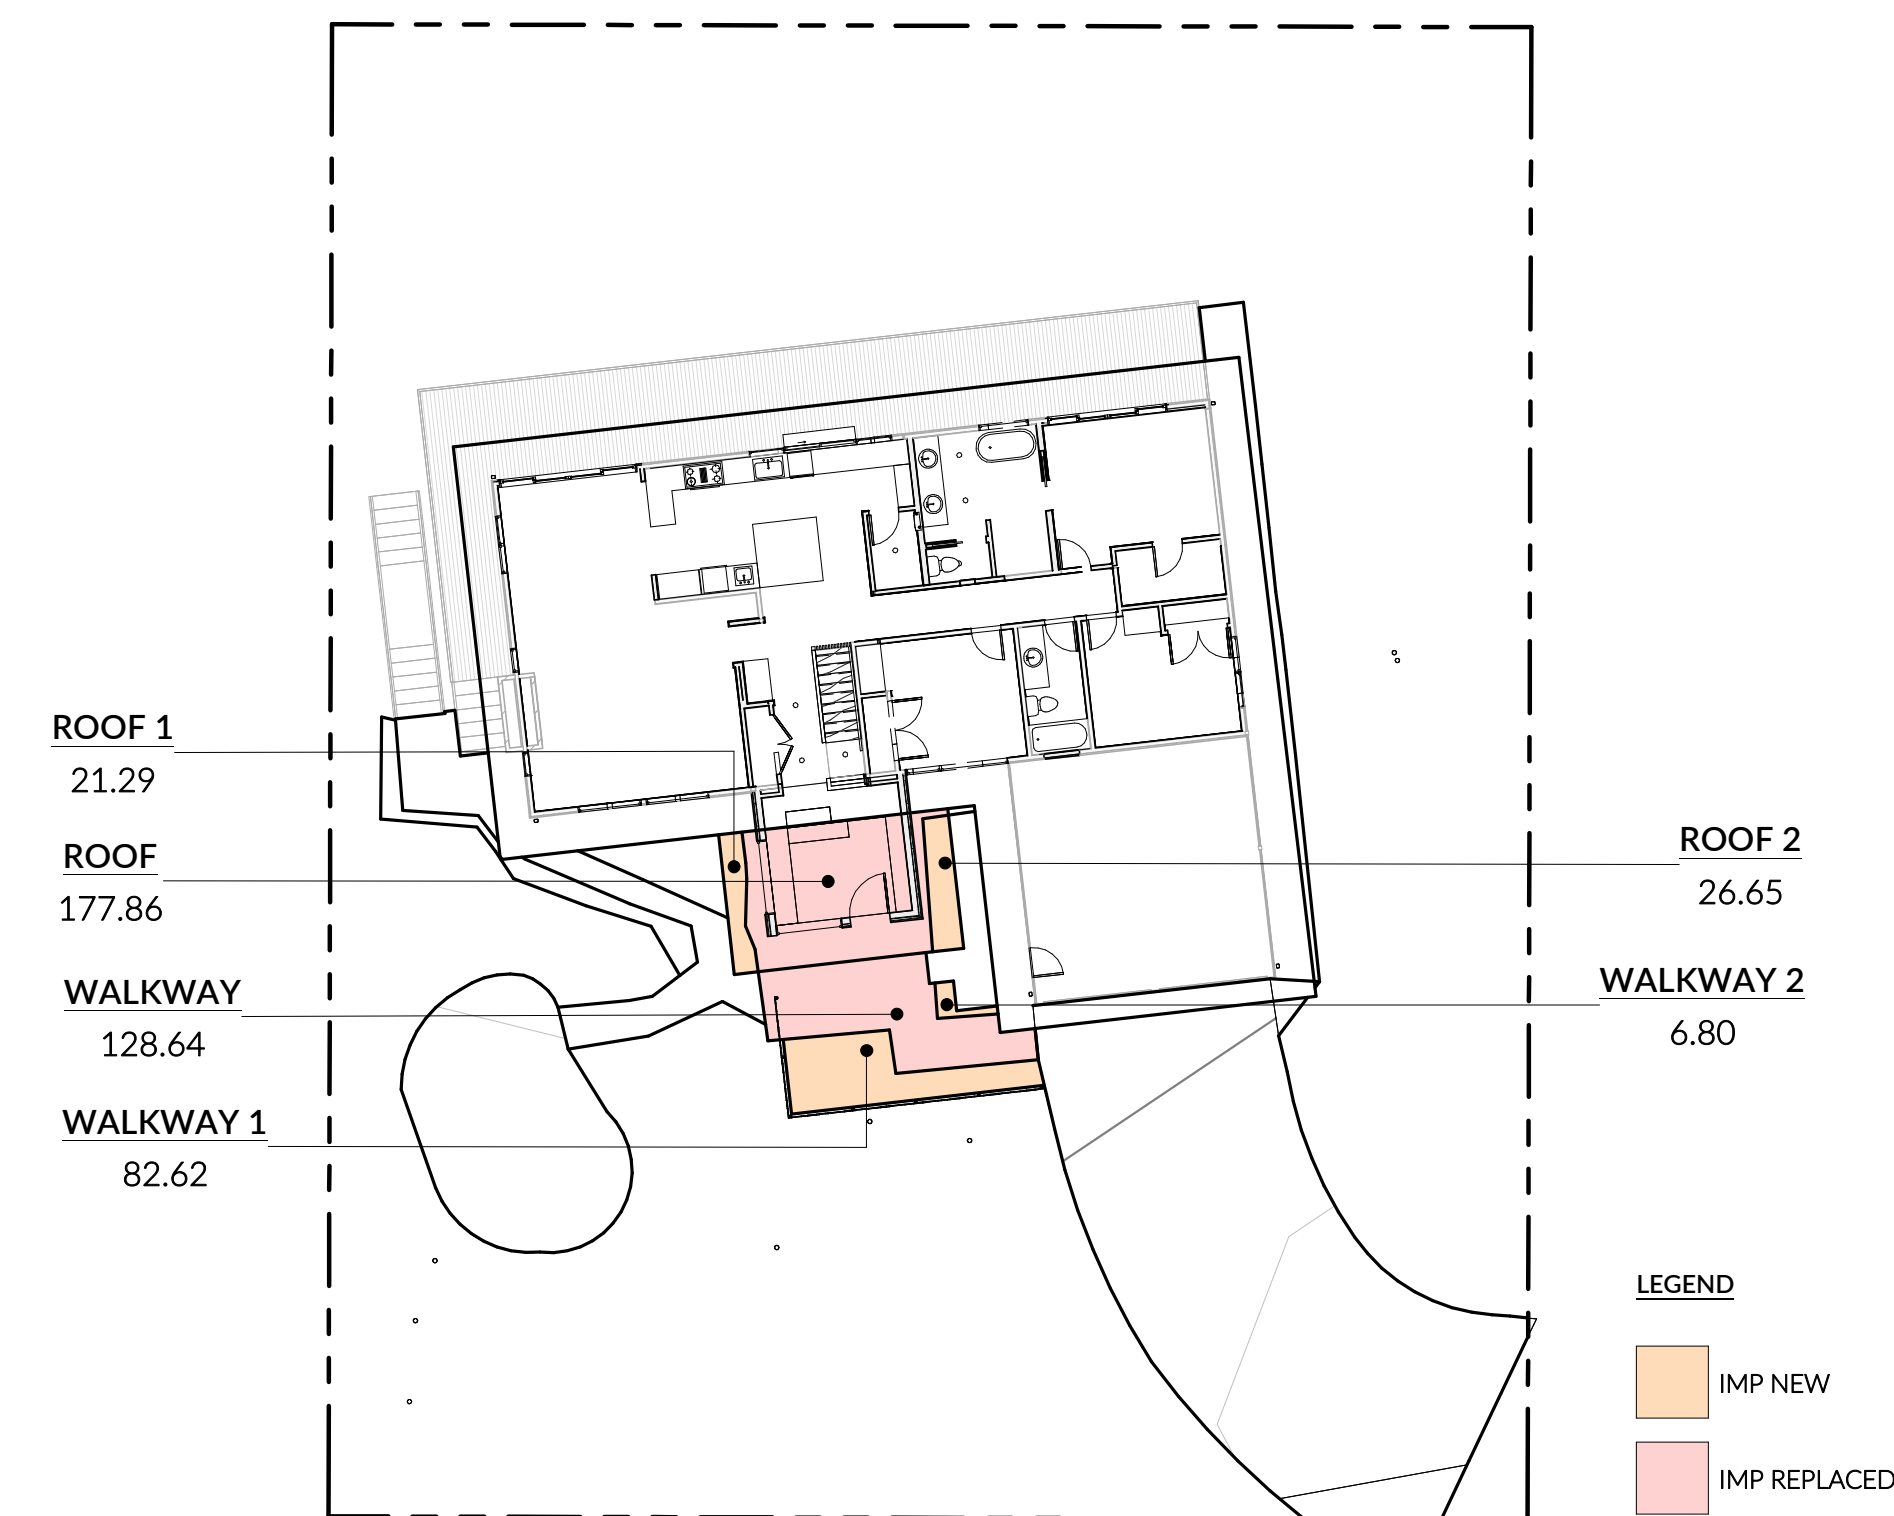 ROOF 1
21.29
ROOF
177.86
WALKWAY
128.64
WALKWAY 1
82.62
ROOF 2
26.65
WALKWAY 2
6.80
LEGEND
IMP NEW
IMP REPLACED